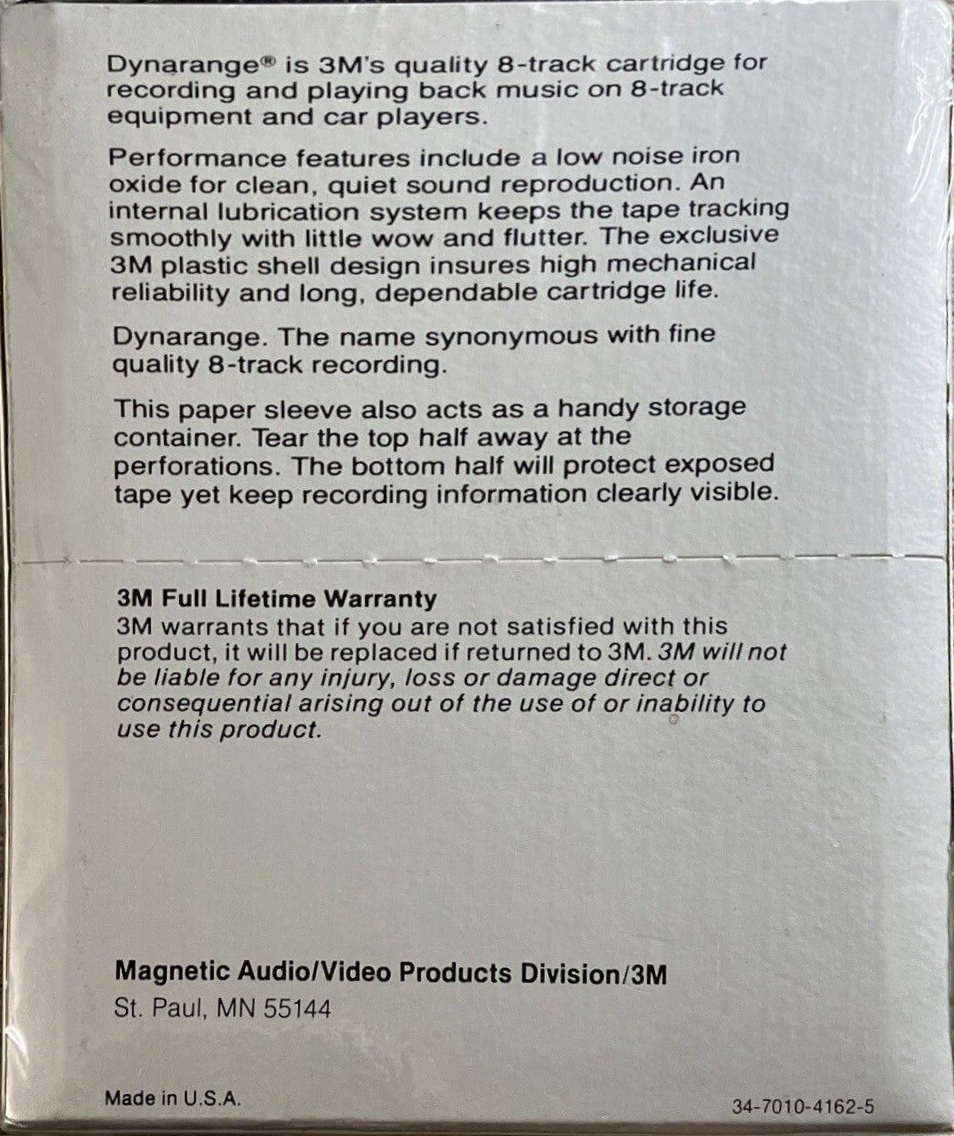 Dynarange® is 3M's quality 8-track cartridge for
recording and playing back music on 8-track
equipment and car players.
Performance features include a low noise iron
oxide for clean, quiet sound reproduction. An
internal lubrication system keeps the tape tracking
smoothly with little wow and flutter. The exclusive
3M plastic shell design insures high mechanical
reliability and long, dependable cartridge life.
Dynarange. The name synonymous with fine
quality 8-track recording.
This paper sleeve also acts as a handy storage
container. Tear the top half away at the
perforations. The bottom half will protect exposed
tape yet keep recording information clearly visible.
3M Full Lifetime Warranty
3M warrants that if you are not satisfied with this
product, it will be replaced if returned to 3M. 3M will not
be liable for any injury, loss or damage direct or
consequential arising out of the use of or inability to
use this product.
Magnetic Audio/Video Products Division/3M
St. Paul, MN 55144
Made in U.S.A.
34-7010-4162-5